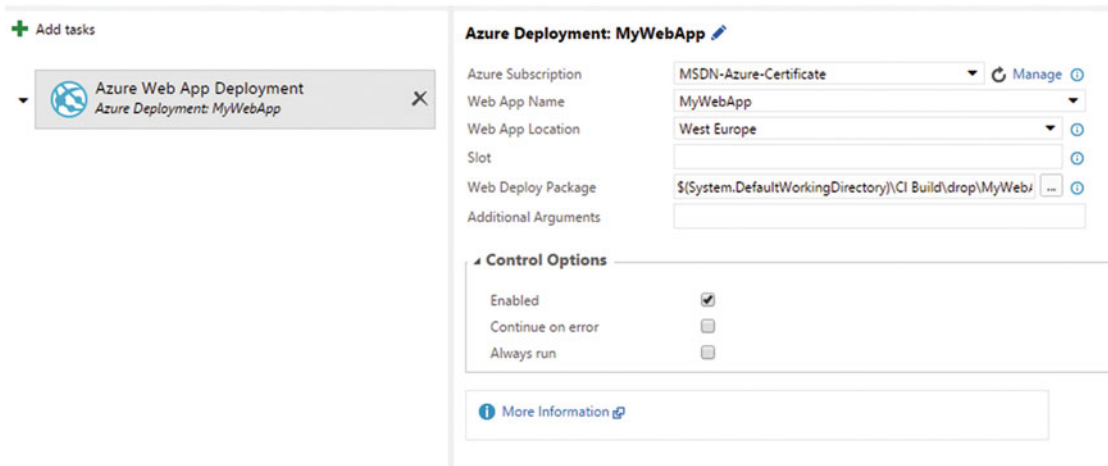 Add tasks
Azure Web App Deployment
Azure Deployment: MyWebApp
Azure Deployment: MyWebApp
Azure Subscription MSDN-Azure-Certificate Manage
Web App Name MyWebApp
Web App Location West Europe
Slot
Web Deploy Package $(System.DefaultWorkingDirectory)\CI Build\drop\MyWeb ...
Additional Arguments
Control Options
Enabled
Continue on error
Always run
More Information